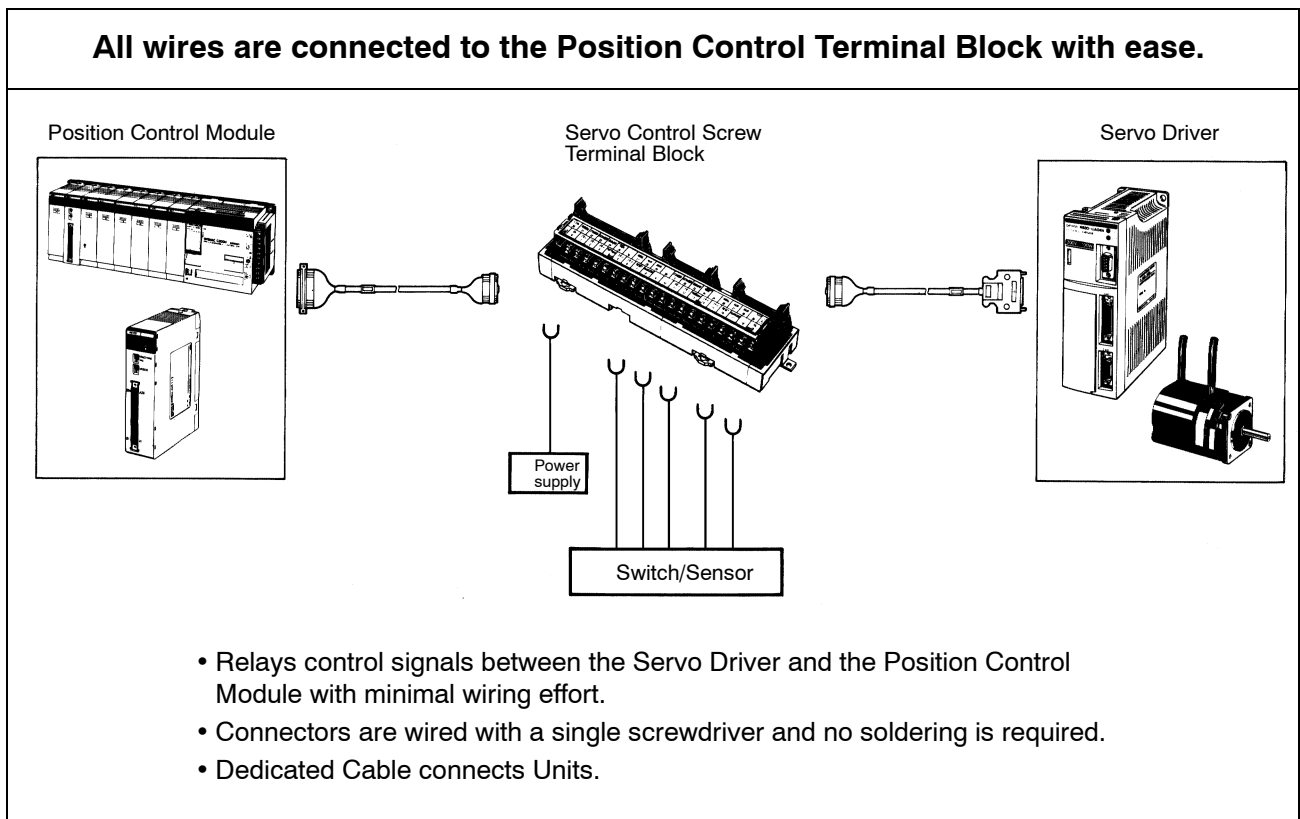 All wires are connected to the Position Control Terminal Block with ease.
Position Control Module
Servo Control Screw
Terminal Block
Servo Driver
Power
supply
Switch/Sensor
• Relays control signals between the Servo Driver and the Position Control
Module with minimal wiring effort.
• Connectors are wired with a single screwdriver and no soldering is required.
• Dedicated Cable connects Units.